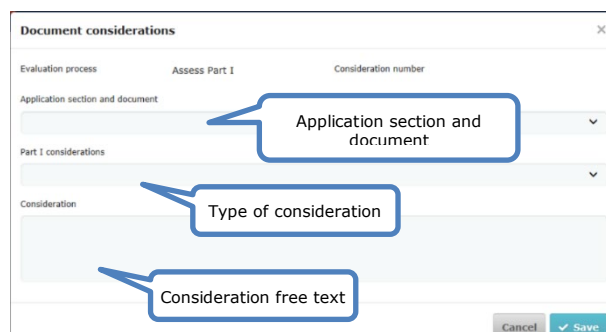 Document considerations ×
Evaluation process Assess Part I Consideration number
Application section and document
Application section and
document
Part I considerations
Type of consideration
Consideration
Consideration free text
Cancel ✓ Save